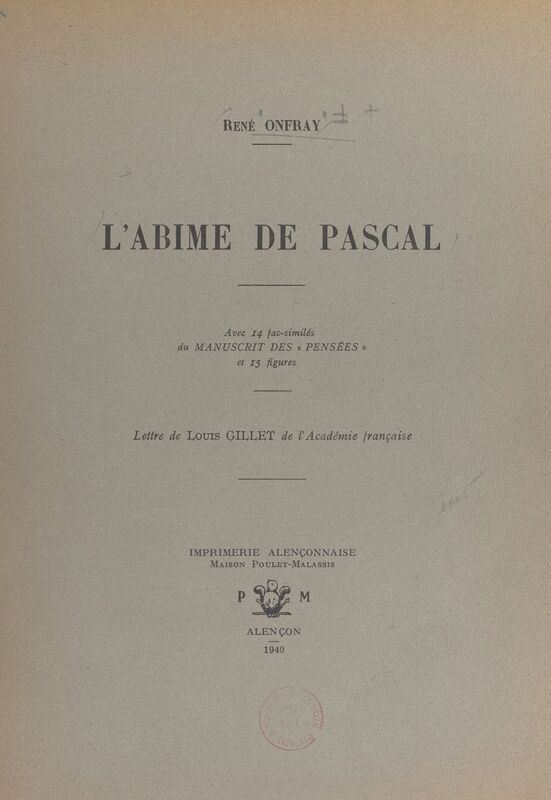 RENÉ ONFRAY
L'ABIME DE PASCAL
Avec 14 fac-similés
du MANUSCRIT DES « PENSÉES »
et 15 figures
Lettre de LOUIS GILLET de l'Académie française
IMPRIMERIE ALENÇONNAISE
MAISON POULET-MALASSIS
P M
ALENÇON
1949